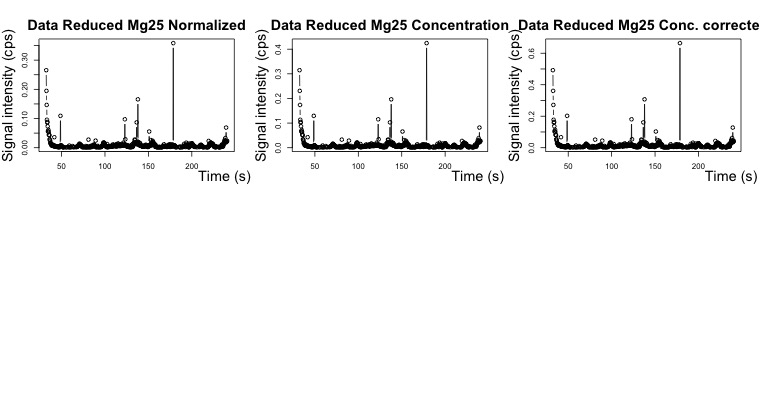 Data Reduced Mg25 Normalized
Signal intensity (cps)
0.00 0.10 0.20 0.30
50 100 150 200
Time (s)
Data Reduced Mg25 Concentration
Signal intensity (cps)
0.0 0.1 0.2 0.3 0.4
50 100 150 200
Time (s)
Data Reduced Mg25 Conc. correcte
Signal intensity (cps)
0.0 0.2 0.4 0.6
50 100 150 200
Time (s)